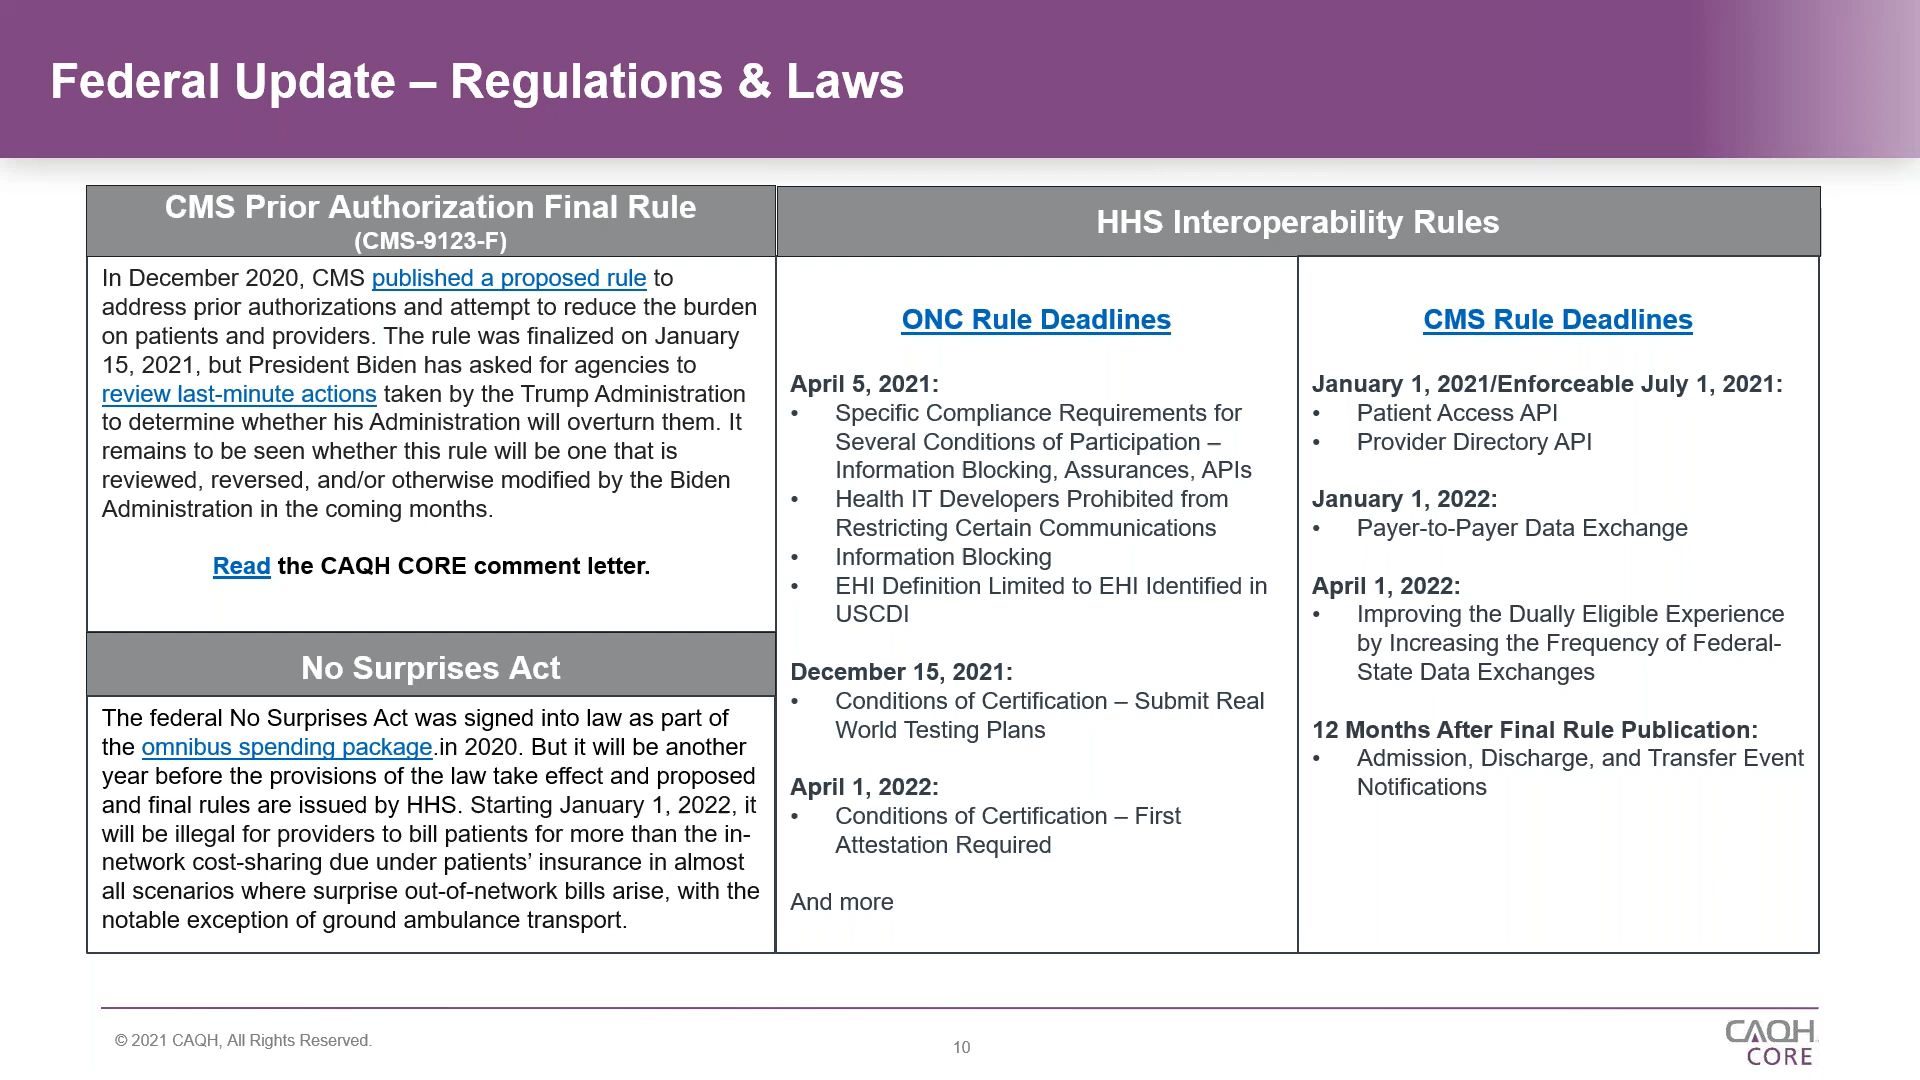 Federal Update – Regulations & Laws
CMS Prior Authorization Final Rule
(CMS-9123-F)
In December 2020, CMS published a proposed rule to
address prior authorizations and attempt to reduce the burden
on patients and providers. The rule was finalized on January
15, 2021, but President Biden has asked for agencies to
review last-minute actions taken by the Trump Administration
to determine whether his Administration will overturn them. It
remains to be seen whether this rule will be one that is
reviewed, reversed, and/or otherwise modified by the Biden
Administration in the coming months.
Read the CAQH CORE comment letter.
No Surprises Act
The federal No Surprises Act was signed into law as part of
the omnibus spending package.in 2020. But it will be another
year before the provisions of the law take effect and proposed
and final rules are issued by HHS. Starting January 1, 2022, it
will be illegal for providers to bill patients for more than the in-
network cost-sharing due under patients’ insurance in almost
all scenarios where surprise out-of-network bills arise, with the
notable exception of ground ambulance transport.
HHS Interoperability Rules
ONC Rule Deadlines
April 5, 2021:
• Specific Compliance Requirements for
Several Conditions of Participation –
Information Blocking, Assurances, APIs
• Health IT Developers Prohibited from
Restricting Certain Communications
• Information Blocking
• EHI Definition Limited to EHI Identified in
USCDI
December 15, 2021:
• Conditions of Certification – Submit Real
World Testing Plans
April 1, 2022:
• Conditions of Certification – First
Attestation Required
And more
CMS Rule Deadlines
January 1, 2021/Enforceable July 1, 2021:
• Patient Access API
• Provider Directory API
January 1, 2022:
• Payer-to-Payer Data Exchange
April 1, 2022:
• Improving the Dually Eligible Experience
by Increasing the Frequency of Federal-
State Data Exchanges
12 Months After Final Rule Publication:
• Admission, Discharge, and Transfer Event
Notifications
© 2021 CAQH, All Rights Reserved.
10
CAQH
CORE